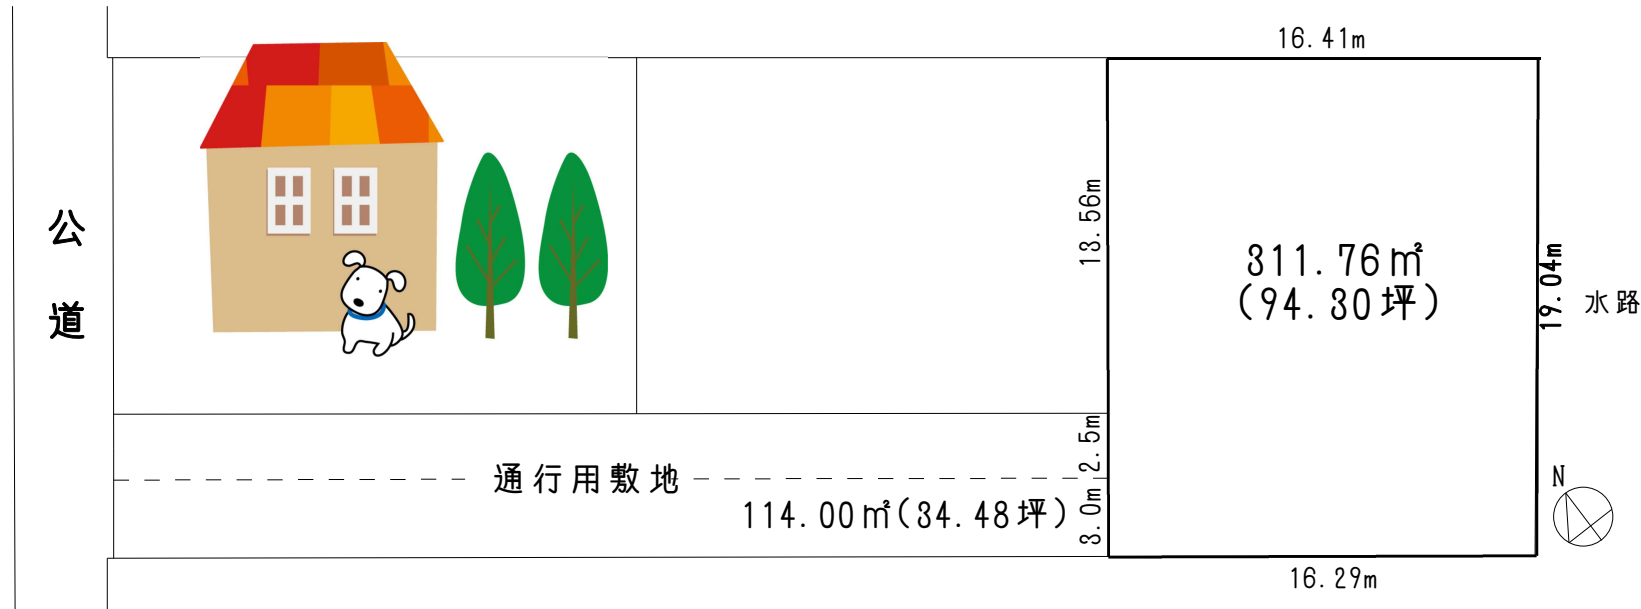 16.41m
公道
13.56m
311.76㎡
(94.30坪)
19.04m
水路
2.5m
通行用敷地
114.00㎡(34.48坪)
3.0m
N
16.29m